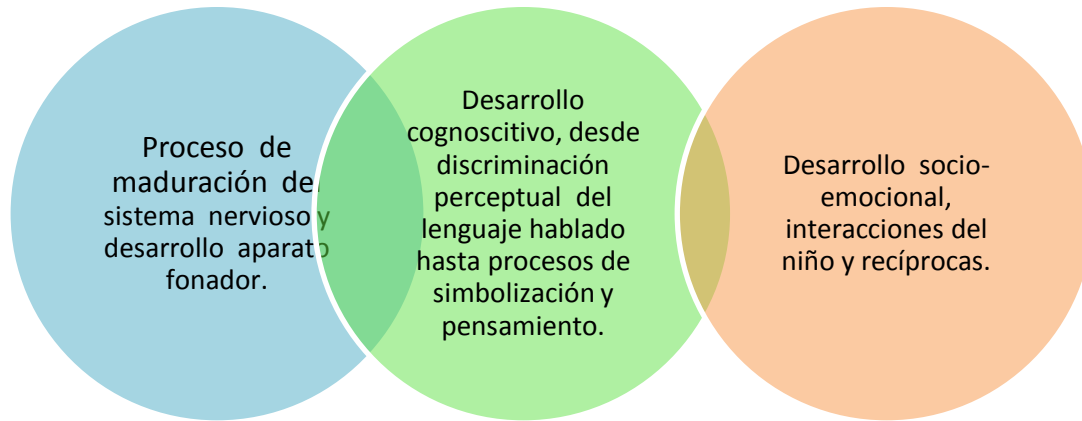 Proceso de
maduración del
sistema nervioso y
desarrollo aparato
fonador.
Desarrollo
cognoscitivo, desde
discriminación
perceptual del
lenguaje hablado
hasta procesos de
simbolización y
pensamiento.
Desarrollo socio-
emocional,
interacciones del
niño y recíprocas.